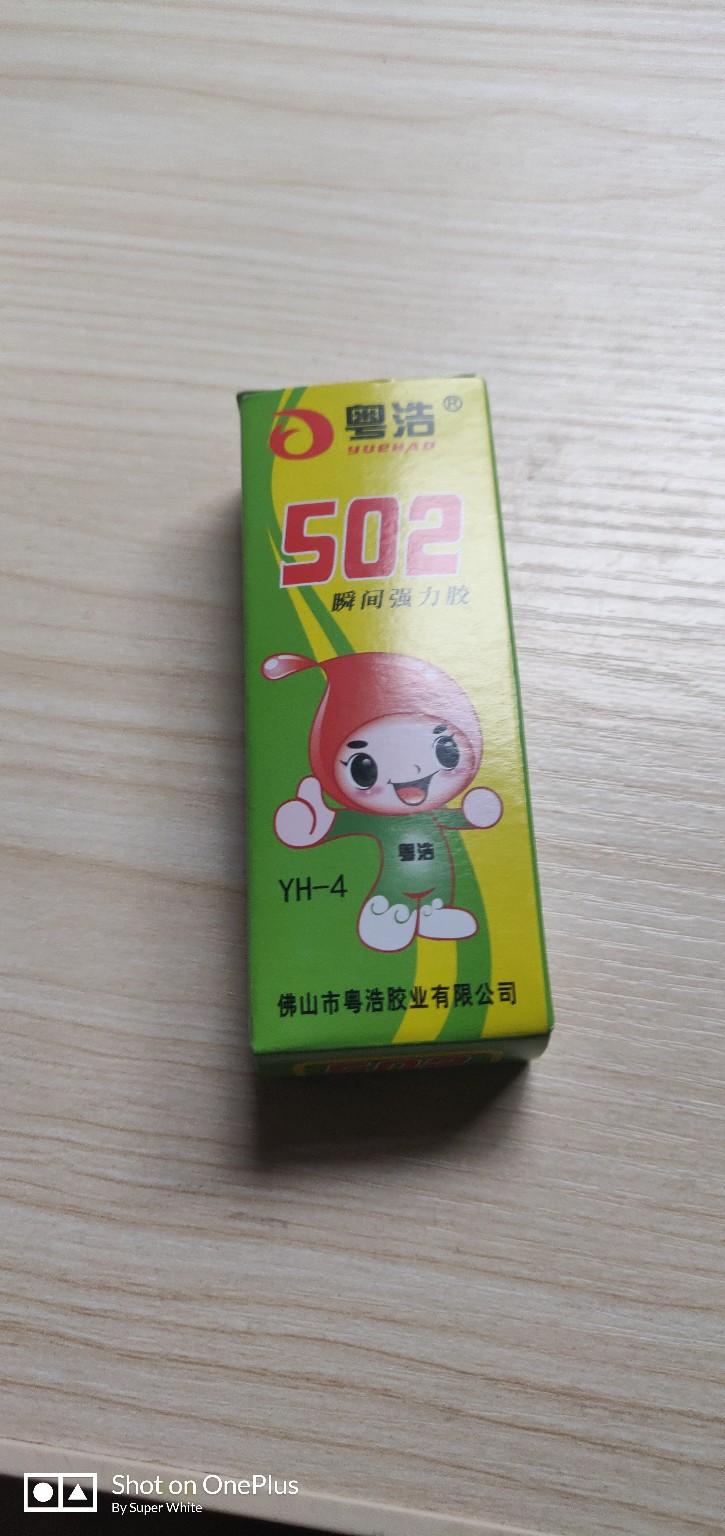 粤浩®
YUEHAO
502
瞬间强力胶
粤浩
YH-4
佛山市粤浩胶业有限公司
502
Shot on OnePlus
By Super White